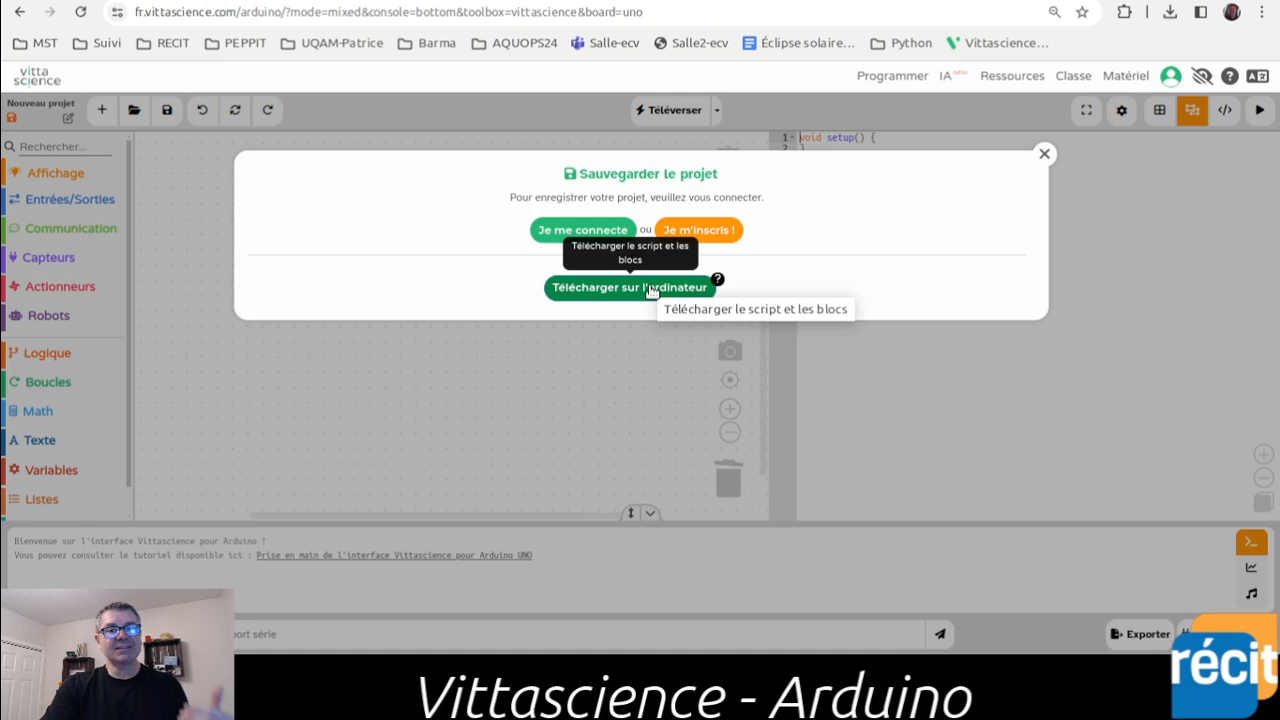 fr.vittascience.com/arduino/?mode=mixed&console=bottom&toolbox=vittascience&board=uno
MST Suivi RECIT PEPPIT UQAM-Patrice Barma AQUOPS24 Salle-ecv Salle2-ecv Éclipse solaire... Python Vittascience...
vitta
science
Programmer IA NEW Ressources Classe Matériel
Nouveau projet
Téléverser
Rechercher...
1 void setup() {
2 }
Affichage
Entrées/Sorties
Communication
Capteurs
Actionneurs
Robots
Logique
Boucles
Math
Texte
Variables
Listes
Sauvegarder le projet
Pour enregistrer votre projet, veuillez vous connecter.
Je me connecte ou Je m'inscris !
Télécharger le script et les
blocs
Télécharger sur l'ordinateur ?
Télécharger le script et les blocs
Bienvenue sur l'interface Vittascience pour Arduino !
Vous pouvez consulter le tutoriel disponible ici : Prise en main de l'interface Vittascience pour Arduino UNO
port série
Exporter
récit
Vittascience - Arduino